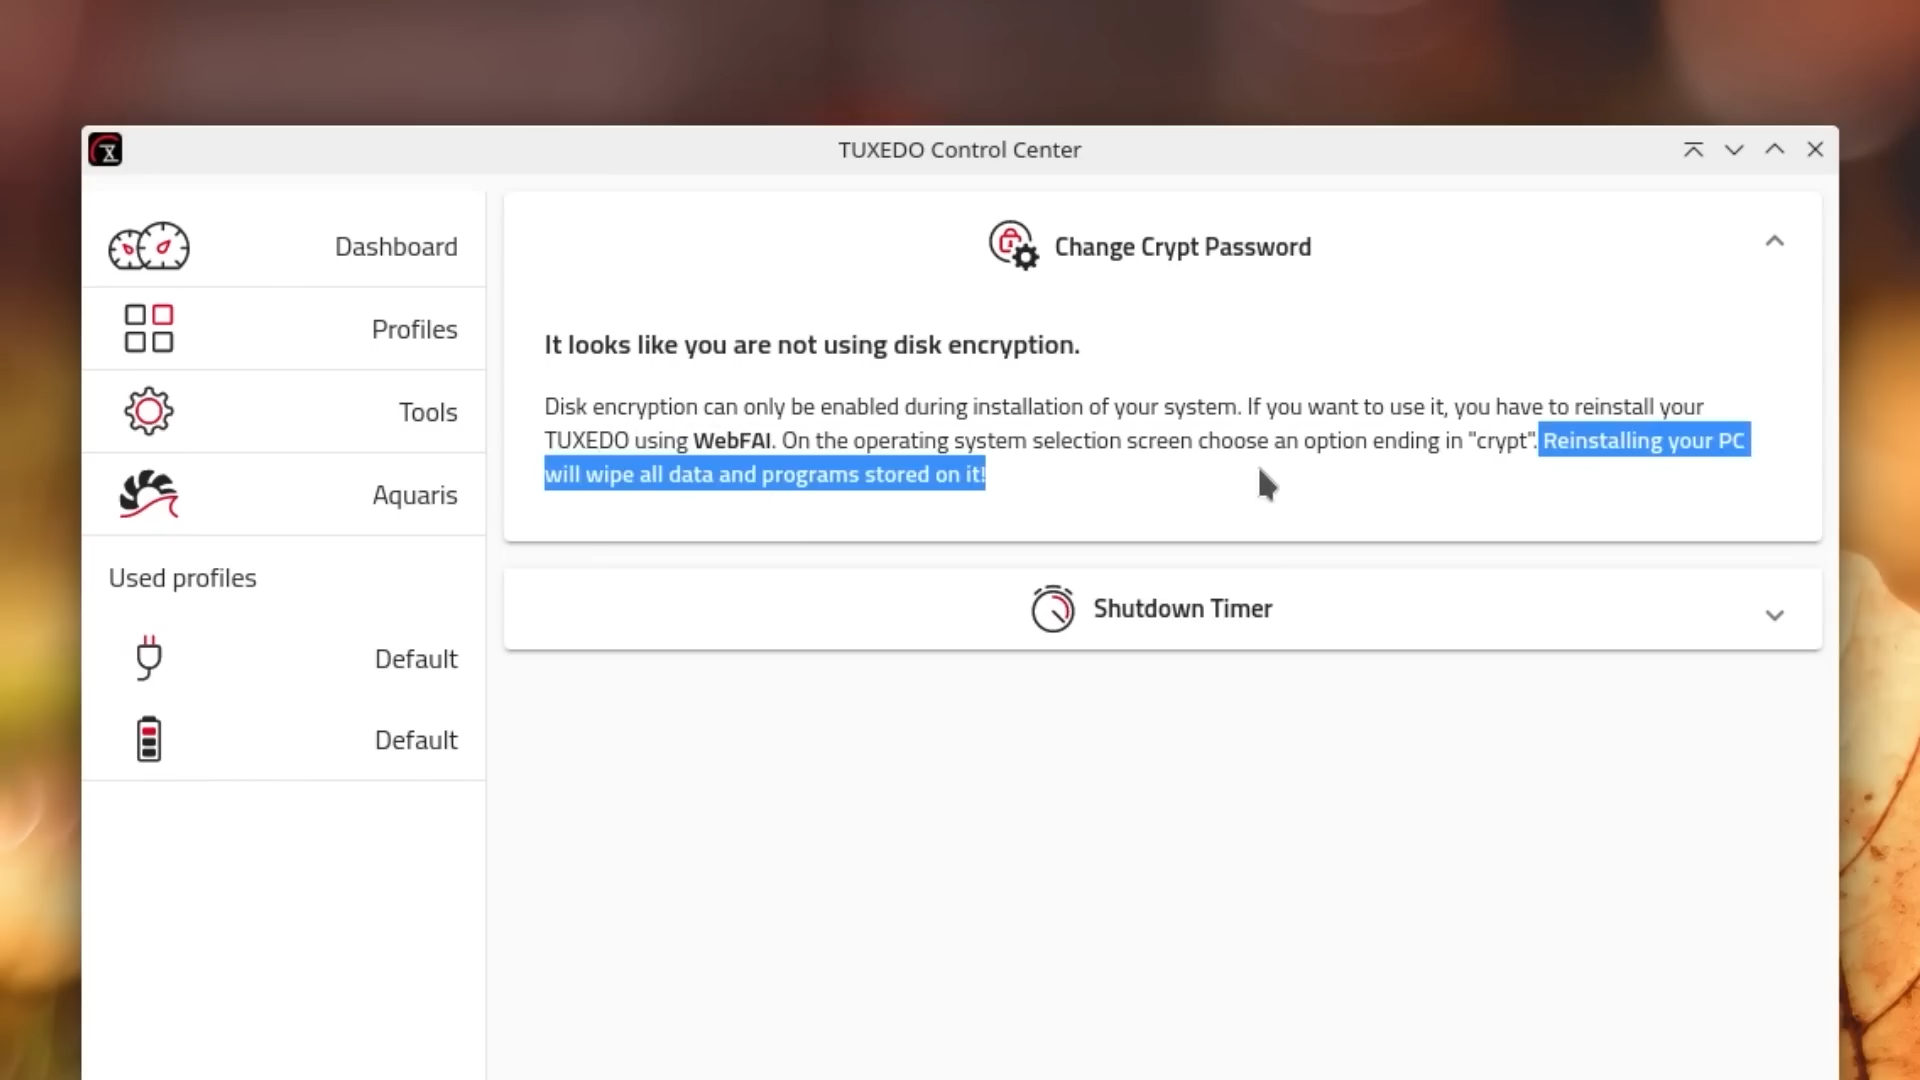 TUXEDO Control Center
Dashboard
Profiles
Tools
Aquaris
Used profiles
Default
Default
Change Crypt Password
It looks like you are not using disk encryption.
Disk encryption can only be enabled during installation of your system. If you want to use it, you have to reinstall your
TUXEDO using WebFAI. On the operating system selection screen choose an option ending in "crypt". Reinstalling your PC
will wipe all data and programs stored on it!
Shutdown Timer